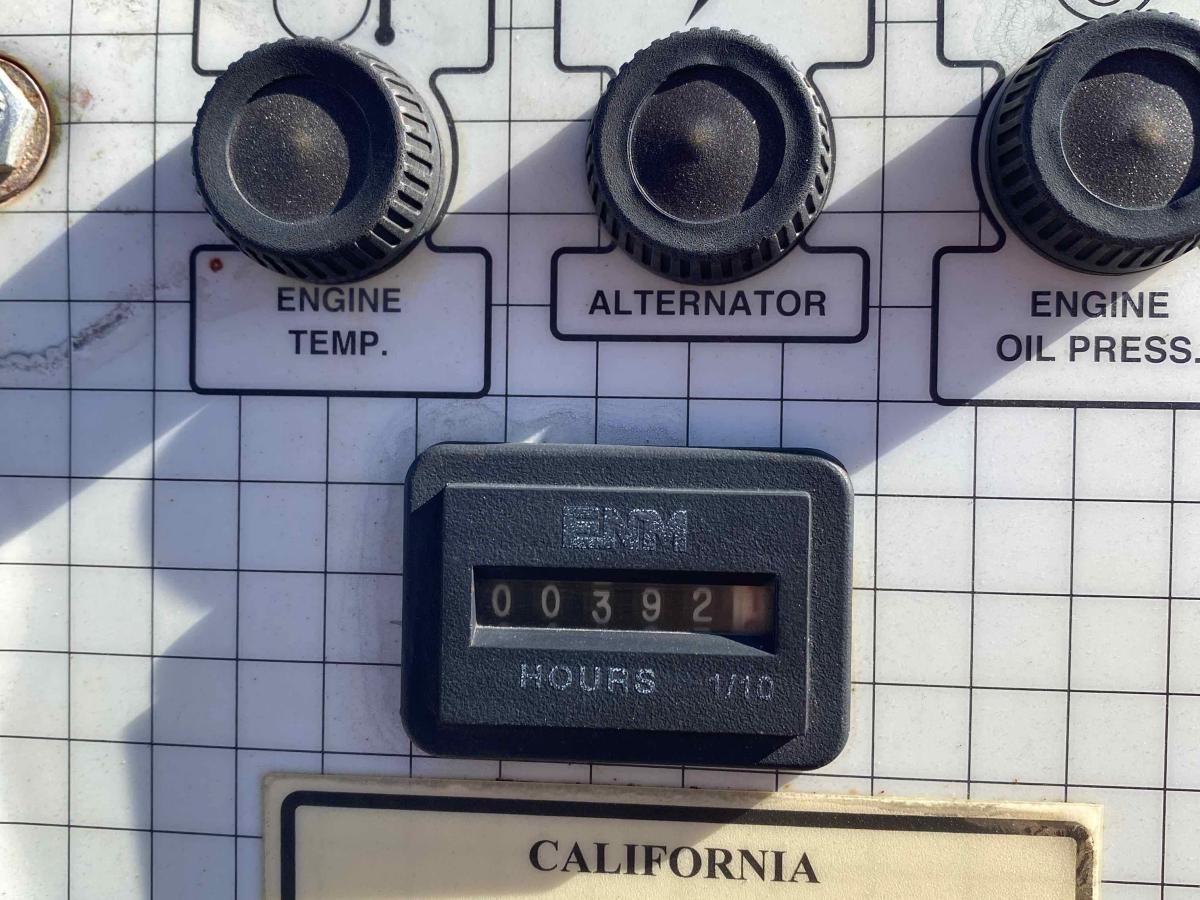 ENGINE
TEMP.
ALTERNATOR
ENGINE
OIL PRESS.
ENM
00392
HOURS 1/10
CALIFORNIA